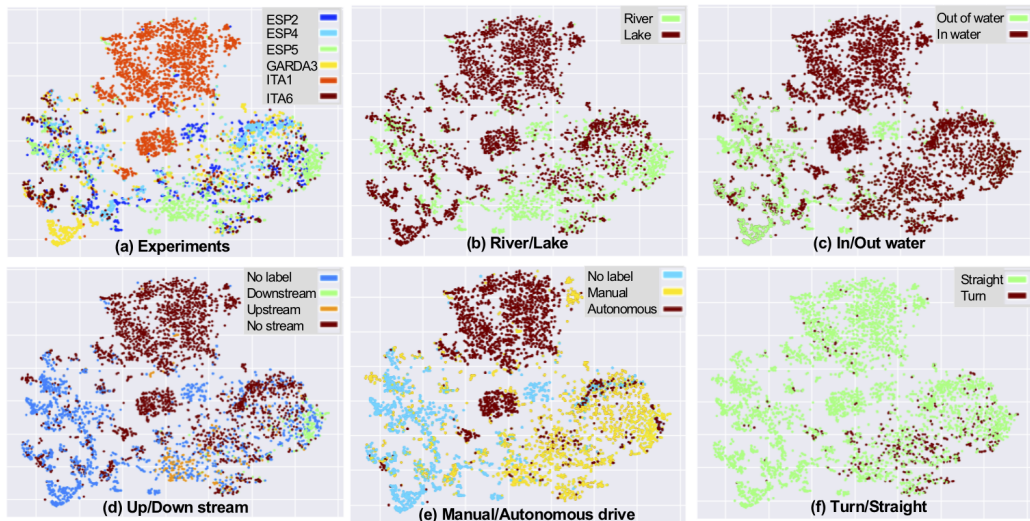 ESP2
ESP4
ESP5
GARDA3
ITA1
ITA6
(a) Experiments
River
Lake
(b) River/Lake
Out of water
In water
(c) In/Out water
No label
Downstream
Upstream
No stream
(d) Up/Down stream
No label
Manual
Autonomous
(e) Manual/Autonomous drive
Straight
Turn
(f) Turn/Straight